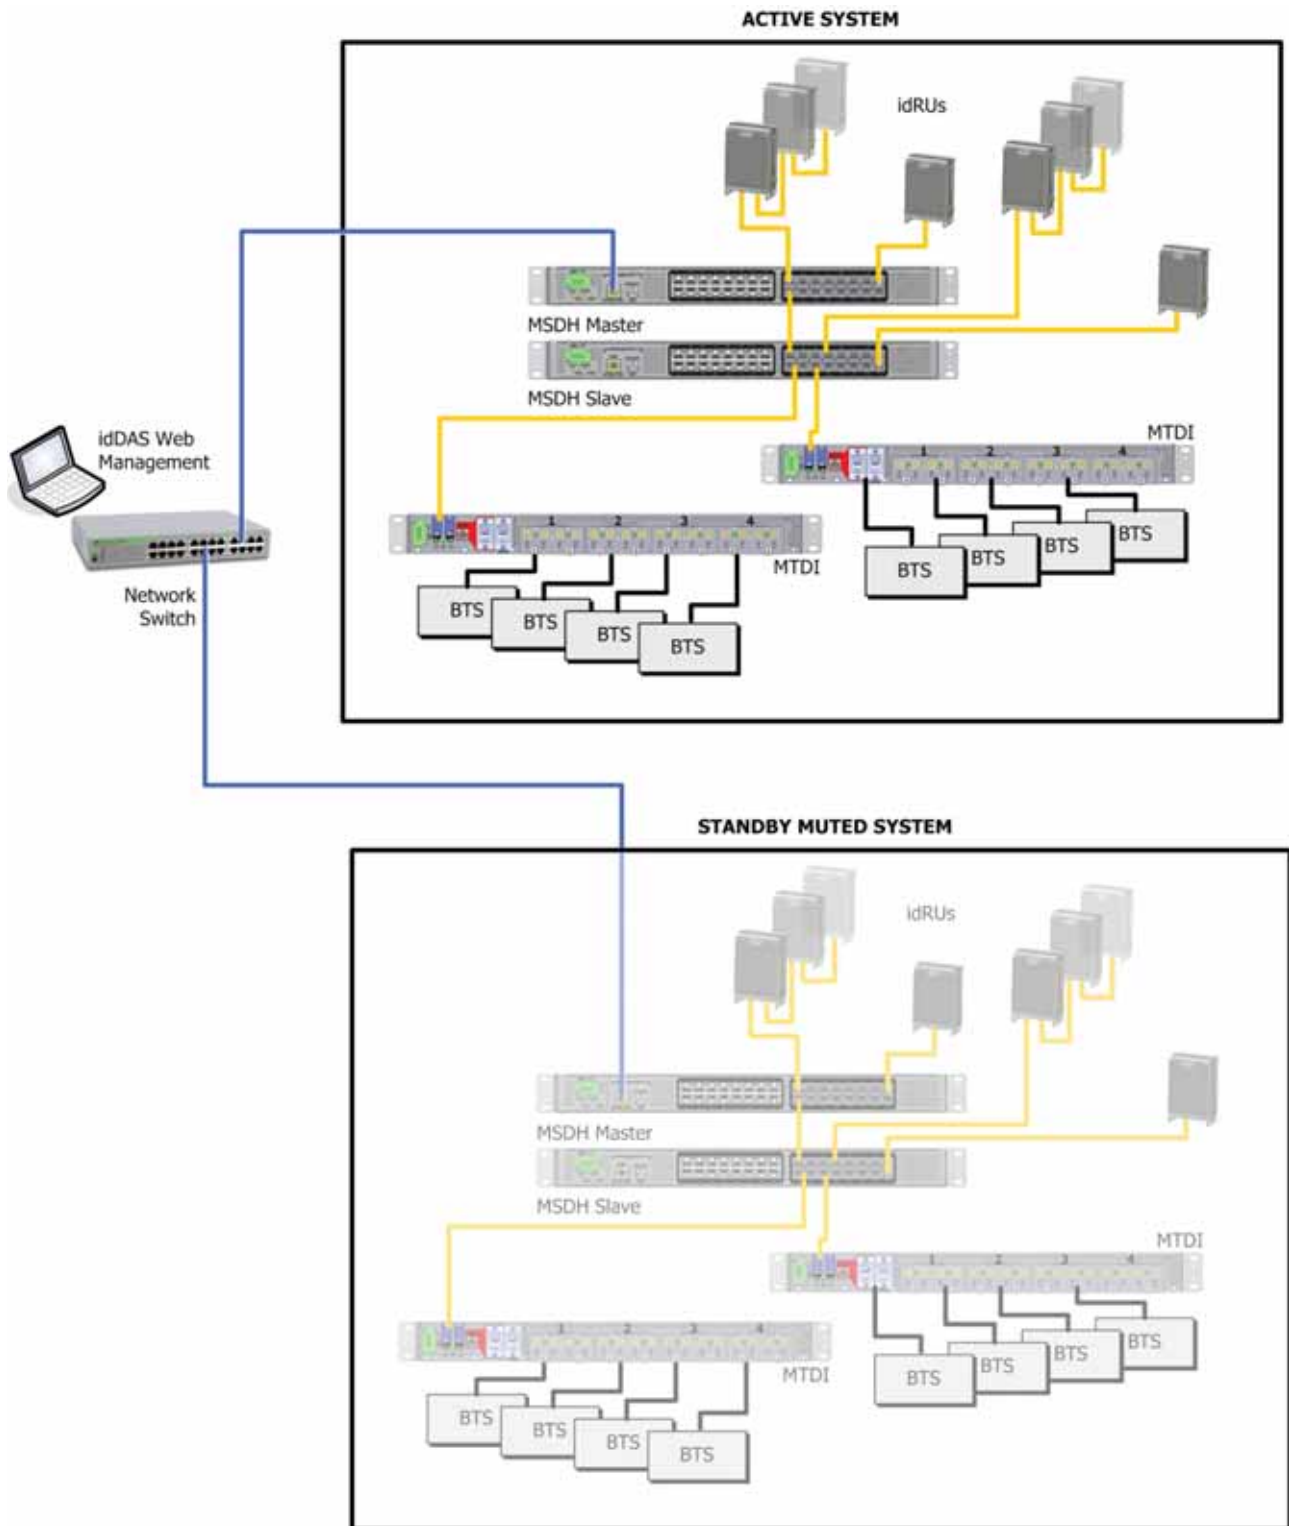 ACTIVE SYSTEM
idRUs
MSDH Master
MSDH Slave
idDAS Web
Management
MTDI
1 2 3 4
BTS
BTS
BTS
BTS
1 2 3 4
MTDI
Network
Switch
BTS
BTS
BTS
BTS
STANDBY MUTED SYSTEM
idRUs
MSDH Master
MSDH Slave
MTDI
1 2 3 4
BTS
BTS
BTS
BTS
1 2 3 4
MTDI
BTS
BTS
BTS
BTS